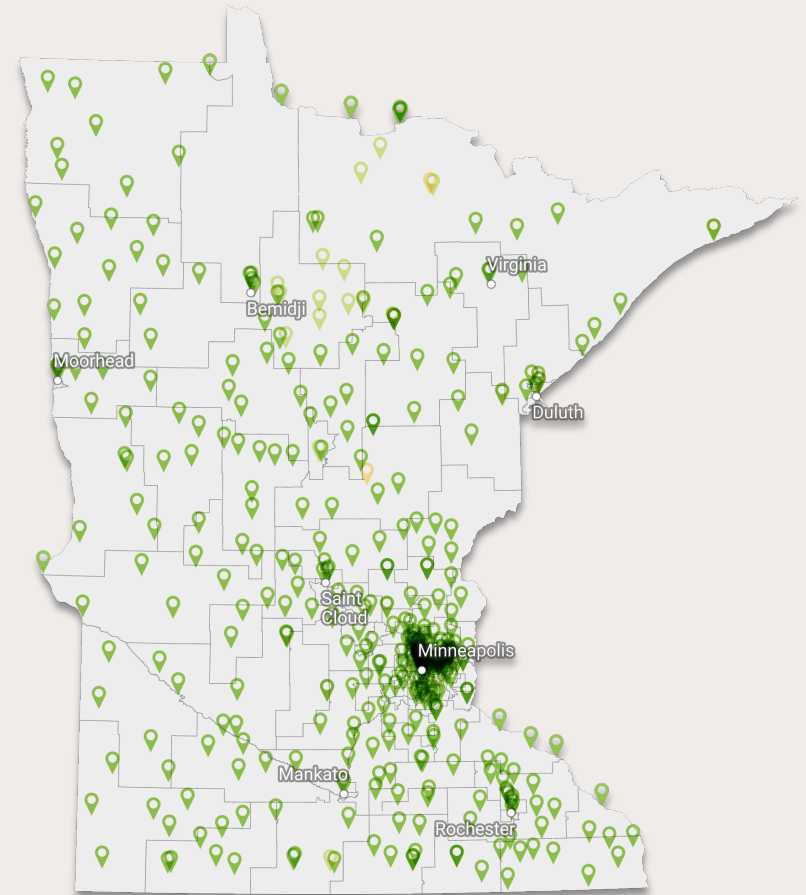 Virginia
Bemidji
Moorhead
Duluth
Saint
Cloud
Minneapolis
Mankato
Rochester